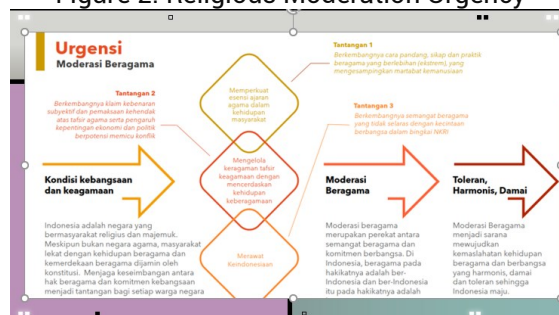 Figure 2. Religious Moderation Urgency
Urgensi
Moderasi Beragama
Tantangan 1
Berkembangnya cara pandang, sikap dan praktik
beragama yang berlebihan (ekstrem), yang
mengesampingkan martabat kemanusiaan
Tantangan 2
Berkembangnya klaim kebenaran
subyektif dan pemaksaan kehendak
atas tafsir agama serta pengaruh
kepentingan ekonomi dan politik
berpotensi memicu konflik
Memperkuat
esensi ajaran
agama dalam
kehidupan
masyarakat
Tantangan 3
Berkembangnya semangat beragama
yang tidak selaras dengan kecintaan
berbangsa dalam bingkai NKRI
Mengelola
keragaman tafsir
keagamaan dengan
mencerdaskan
kehidupan
keberagamaan
Merawat
Keindonesiaan
Kondisi kebangsaan
dan keagamaan
Moderasi
Beragama
Toleran,
Harmonis, Damai
Indonesia adalah negara yang
bermasyarakat religius dan majemuk.
Meskipun bukan negara agama, masyarakat
lekat dengan kehidupan beragama dan
kemerdekaan beragama dijamin oleh
konstitusi. Menjaga keseimbangan antara
hak beragama dan komitmen kebangsaan
menjadi tantangan bagi setiap warga negara
Moderasi beragama
merupakan perekat antara
semangat beragama dan
komitmen berbangsa. Di
Indonesia, beragama pada
hakikatnya adalah ber-
Indonesia dan ber-Indonesia
itu pada hakikatnya adalah
Moderasi beragama
menjadi sarana
mewujudkan
kemaslahatan kehidupan
beragama dan berbangsa
yang harmonis, damai
dan toleran sehingga
Indonesia maju.